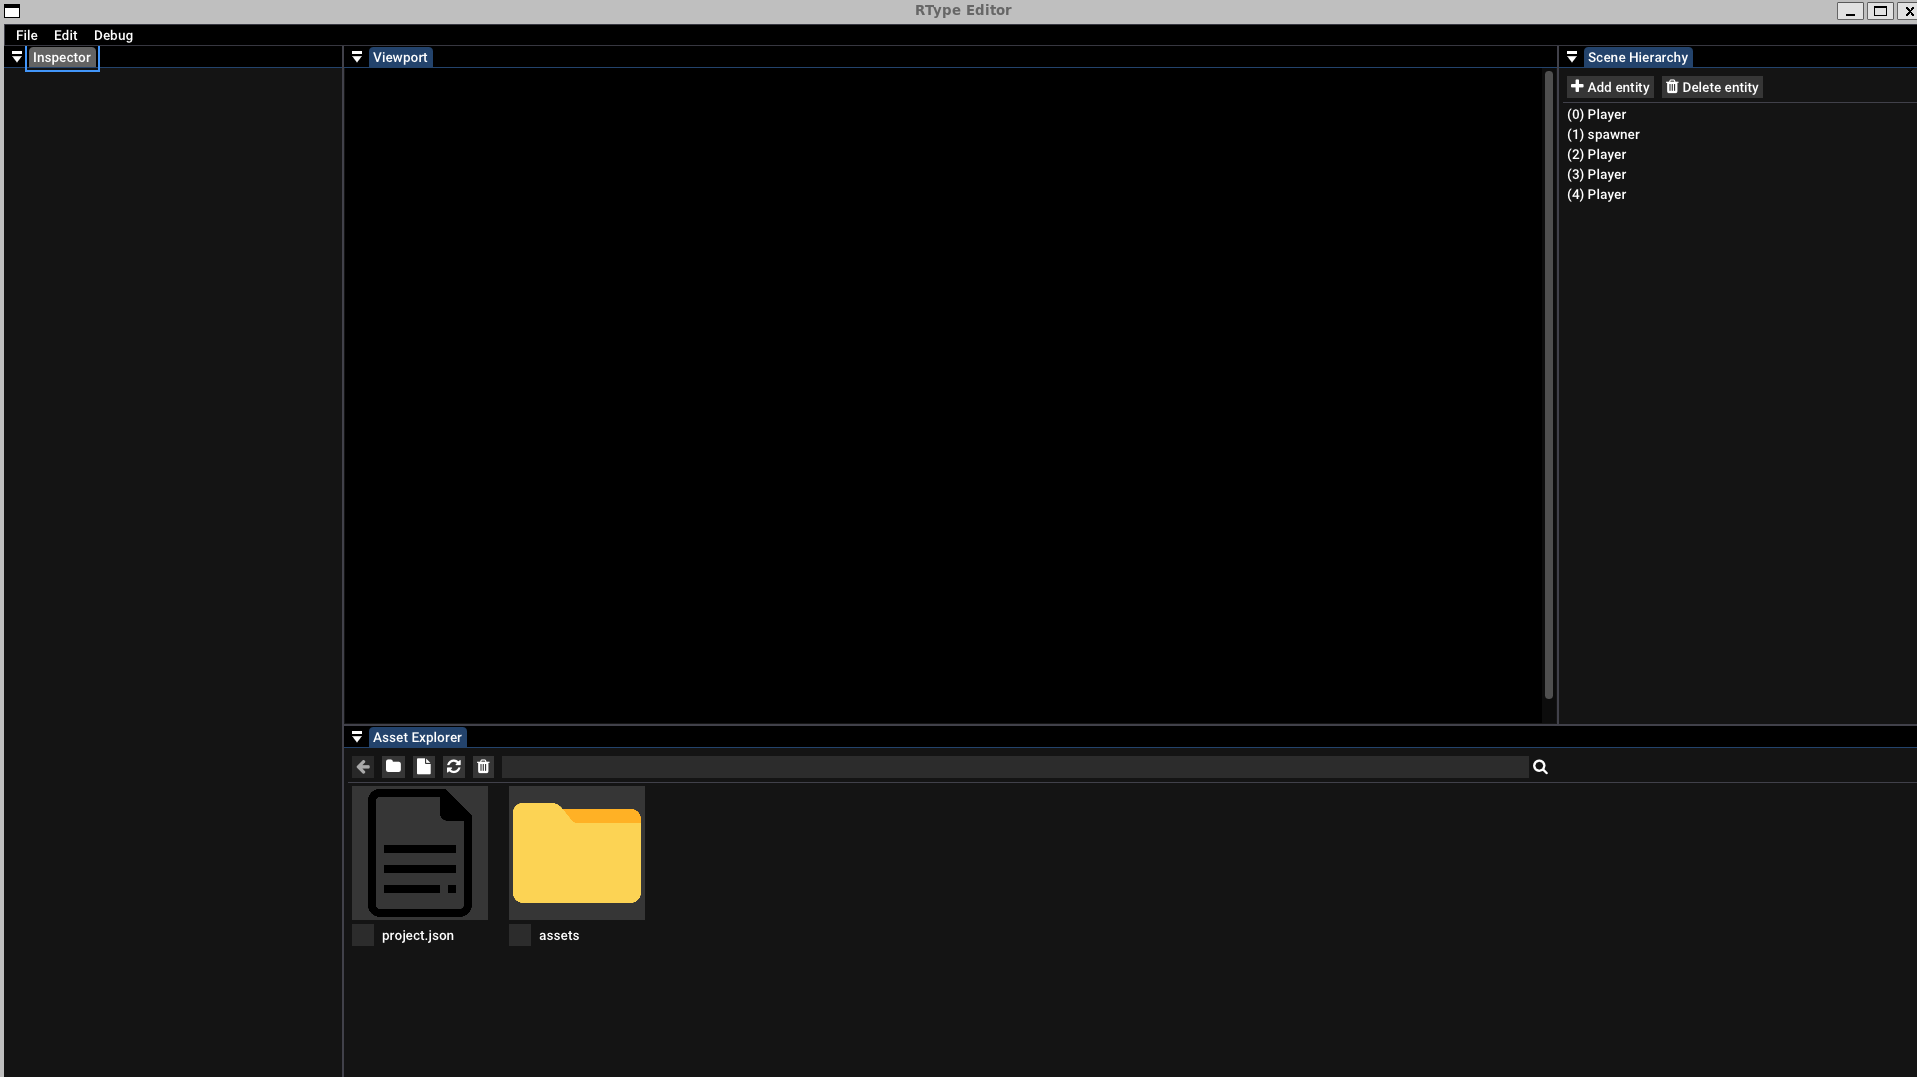 RType Editor
File Edit Debug
Inspector
Viewport
Scene Hierarchy
Add entity Delete entity
(0) Player
(1) spawner
(2) Player
(3) Player
(4) Player
Asset Explorer
project.json
assets